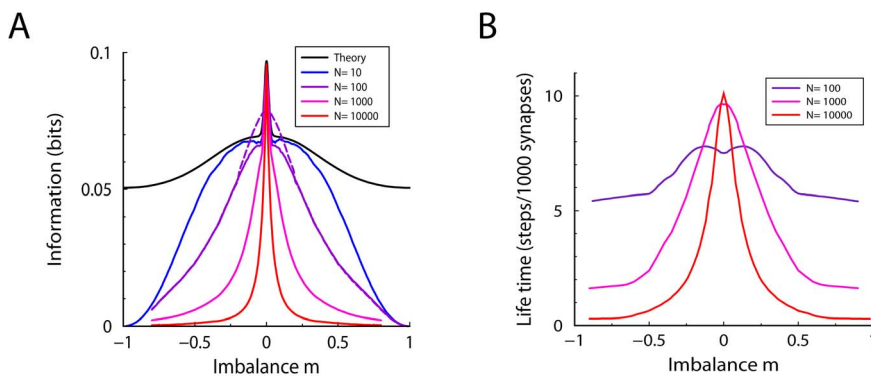 A
B
0.1
0.05
0
Information (bits)
Theory
N= 10
N= 100
N= 1000
N= 10000
−1
−0.5
0
0.5
1
Imbalance m
10
5
0
Life time (steps/1000 synapses)
N= 100
N= 1000
N= 10000
−1
−0.5
0
0.5
Imbalance m